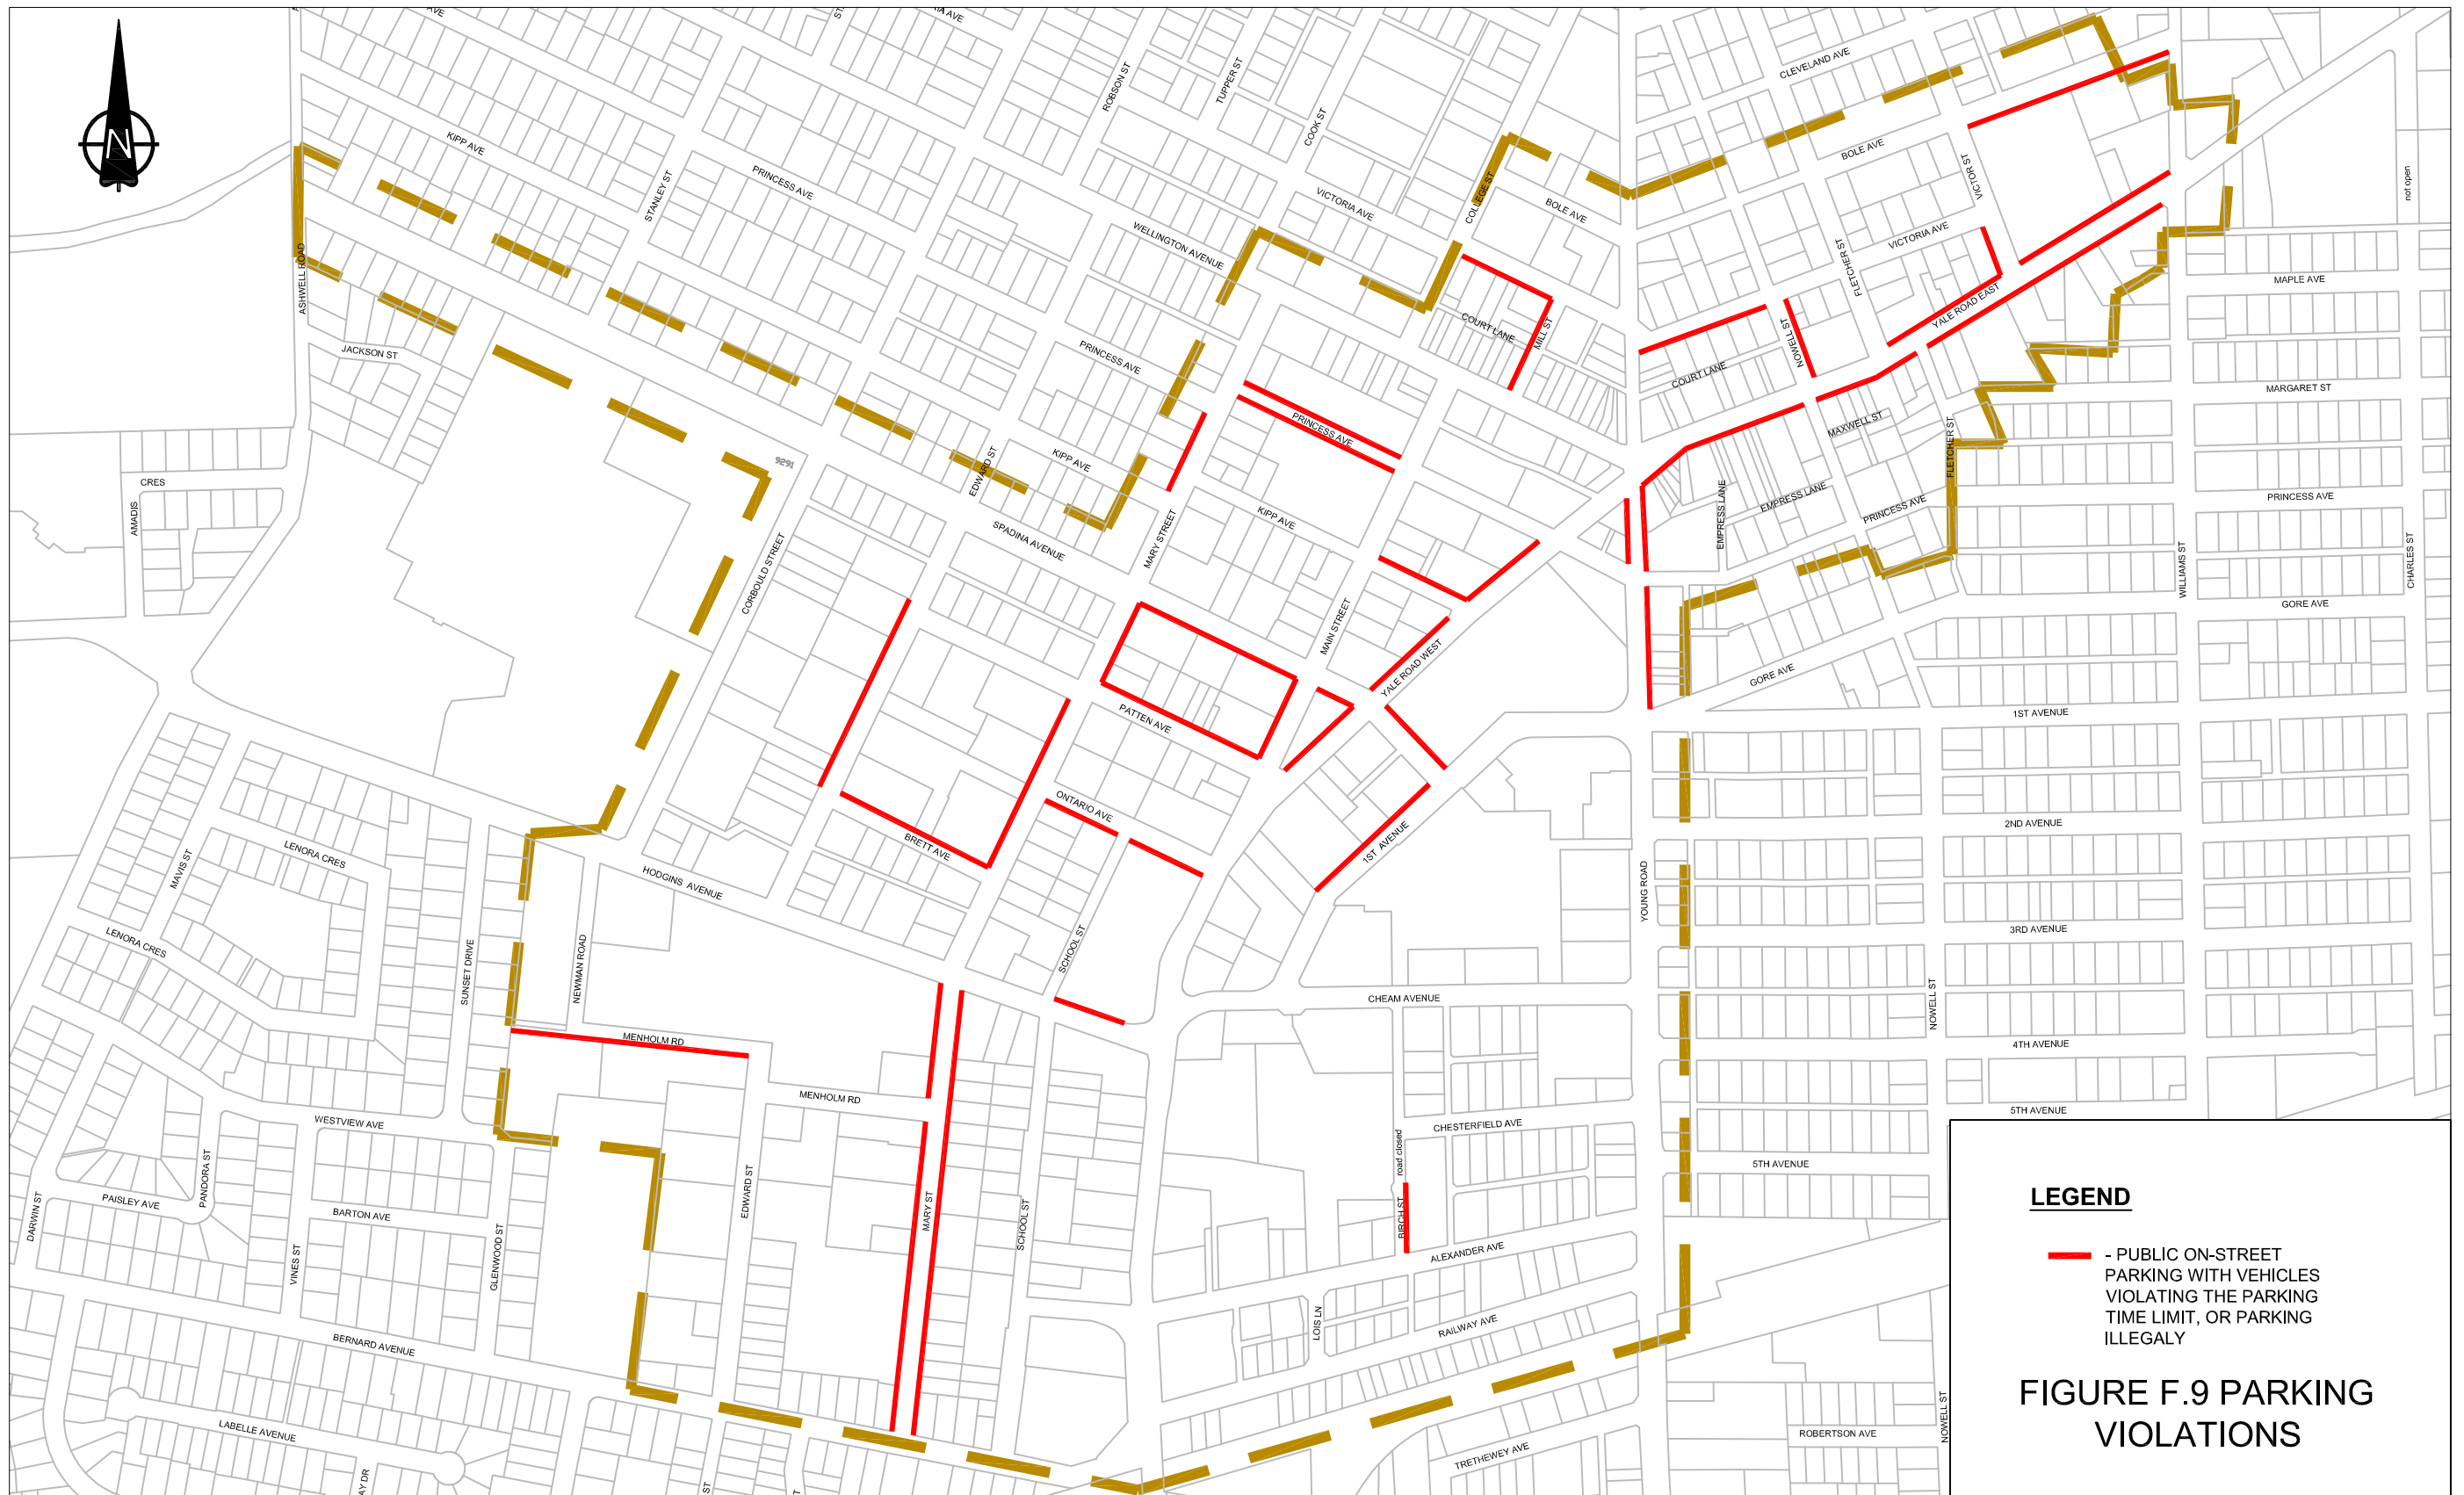 AVE
ST
IA AVE
N
ROBSON ST
TUPPER ST
COOK ST
CLEVELAND AVE
KIPP AVE
PRINCESS AVE
STANLEY ST
VICTORIA AVE
COLLEGE ST
BOLE AVE
BOLE AVE
VICTOR ST
not open
WELLINGTON AVENUE
VICTORIA AVE
FLETCHER ST
ASHWELL ROAD
MAPLE AVE
JACKSON ST
PRINCESS AVE
COURT LANE
MILL ST
NOWELL ST
YALE ROAD EAST
COURT LANE
MARGARET ST
PRINCESS AVE
MAXWELL ST
FLETCHER ST
9291
CRES
AMADIS
EDWARD ST
KIPP AVE
KIPP AVE
EMPRESS LANE
EMPRESS LANE
PRINCESS AVE
PRINCESS AVE
SPADINA AVENUE
MARY STREET
CORBOULD STREET
WILLIAMS ST
CHARLES ST
GORE AVE
MAIN STREET
YALE ROAD WEST
GORE AVE
PATTEN AVE
1ST AVENUE
ONTARIO AVE
2ND AVENUE
1ST AVENUE
BRETT AVE
LENORA CRES
MAVIS ST
HODGINS AVENUE
YOUNG ROAD
3RD AVENUE
LENORA CRES
SUNSET DRIVE
NEWMAN ROAD
SCHOOL ST
CHEAM AVENUE
NOWELL ST
MENHOLM RD
4TH AVENUE
MENHOLM RD
5TH AVENUE
WESTVIEW AVE
CHESTERFIELD AVE
road closed
5TH AVENUE
PANDORA ST
PAISLEY AVE
DARWIN ST
BARTON AVE
VINES ST
GLENWOOD ST
EDWARD ST
MARY ST
SCHOOL ST
BIRCH ST
ALEXANDER AVE
LOIS LN
RAILWAY AVE
BERNARD AVENUE
LABELLE AVENUE
AY DR
ST
T
TRETHEWEY AVE
ROBERTSON AVE
NOWELL ST
LEGEND
- PUBLIC ON-STREET
PARKING WITH VEHICLES
VIOLATING THE PARKING
TIME LIMIT, OR PARKING
ILLEGALY
FIGURE F.9 PARKING
VIOLATIONS